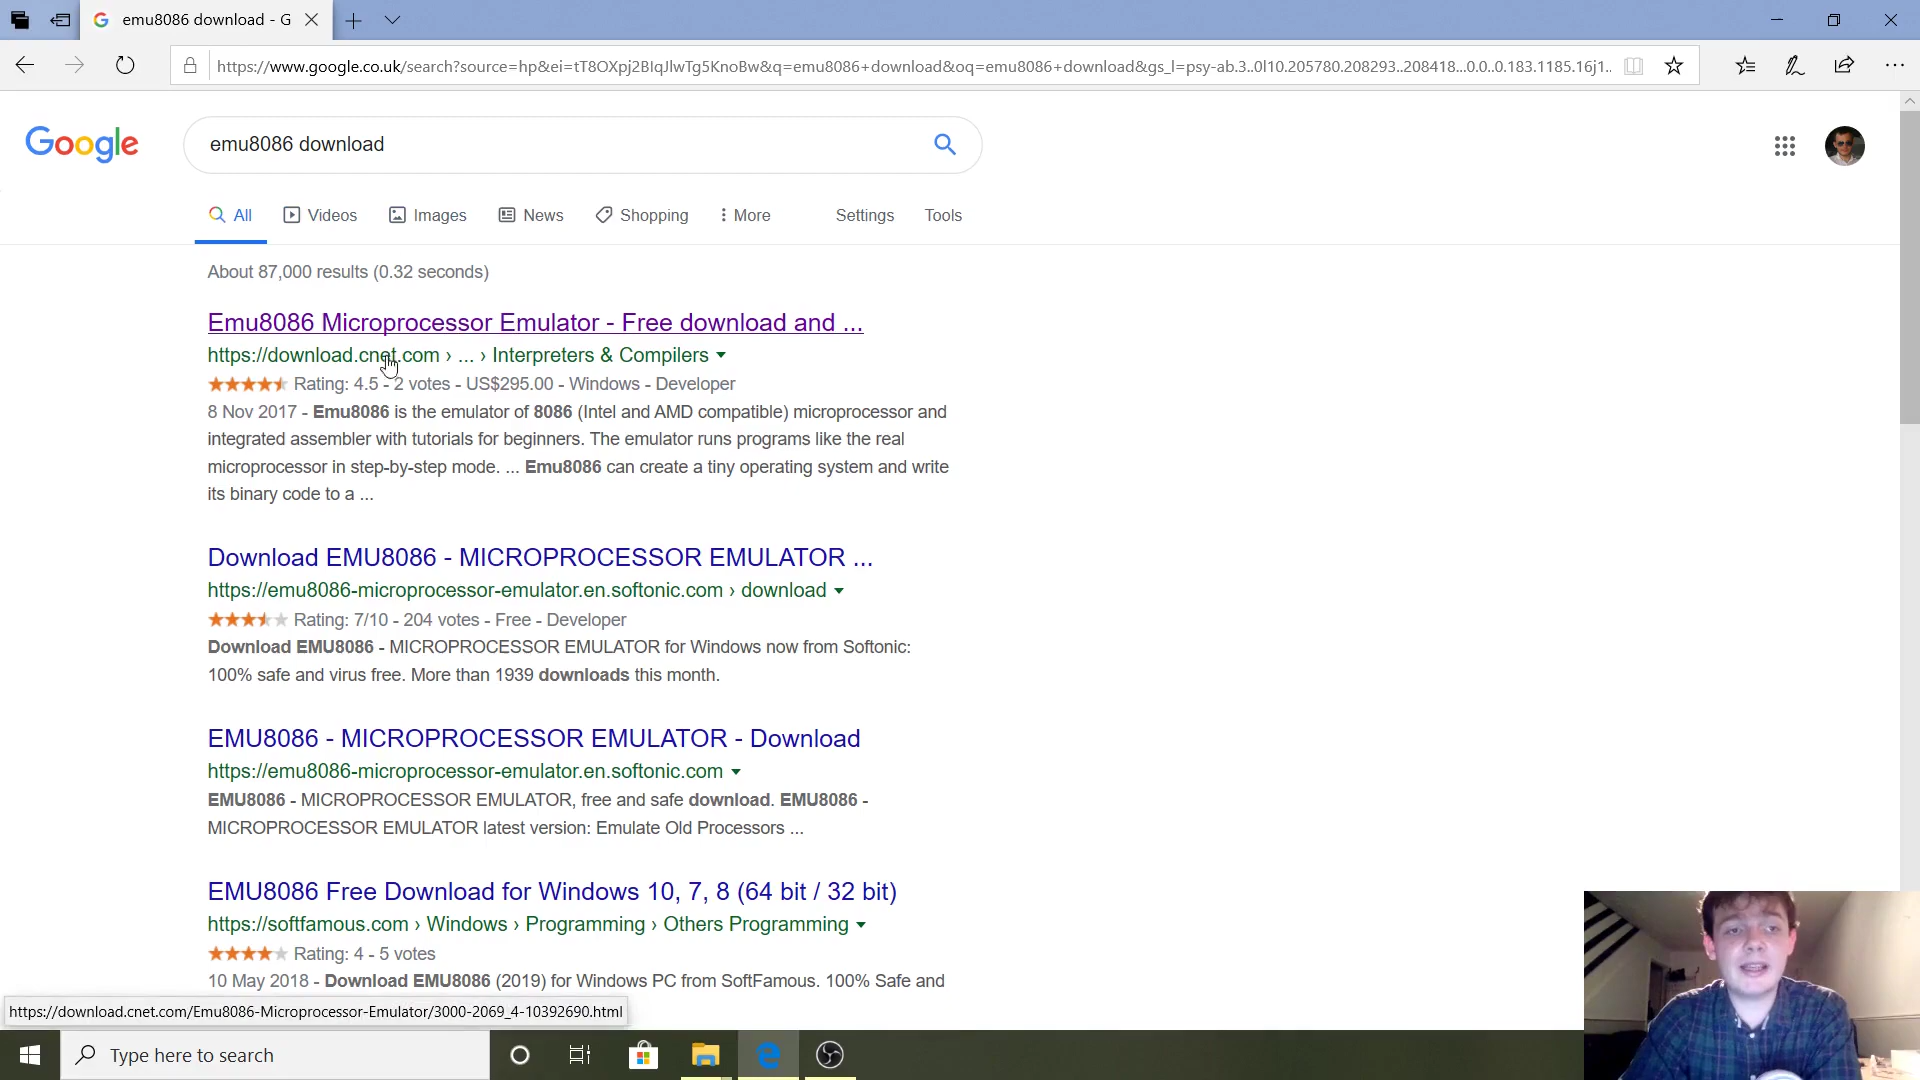 emu8086 download - G
https://www.google.co.uk/search?source=hp&ei=tT8OXpj2BIqJlwTg5KnoBw&q=emu8086+download&oq=emu8086+download&gs_l=psy-ab.3..0l10.205780.208293..208418...0.0..0.183.1185.16j1..
Google
emu8086 download
All
Videos
Images
News
Shopping
More
Settings
Tools
About 87,000 results (0.32 seconds)
Emu8086 Microprocessor Emulator - Free download and ...
https://download.cnet.com › ... › Interpreters & Compilers
Rating: 4.5 - 2 votes - US$295.00 - Windows - Developer
8 Nov 2017 - Emu8086 is the emulator of 8086 (Intel and AMD compatible) microprocessor and
integrated assembler with tutorials for beginners. The emulator runs programs like the real
microprocessor in step-by-step mode. ... Emu8086 can create a tiny operating system and write
its binary code to a ...
Download EMU8086 - MICROPROCESSOR EMULATOR ...
https://emu8086-microprocessor-emulator.en.softonic.com › download
Rating: 7/10 - 204 votes - Free - Developer
Download EMU8086 - MICROPROCESSOR EMULATOR for Windows now from Softonic:
100% safe and virus free. More than 1939 downloads this month.
EMU8086 - MICROPROCESSOR EMULATOR - Download
https://emu8086-microprocessor-emulator.en.softonic.com
EMU8086 - MICROPROCESSOR EMULATOR, free and safe download. EMU8086 -
MICROPROCESSOR EMULATOR latest version: Emulate Old Processors ...
EMU8086 Free Download for Windows 10, 7, 8 (64 bit / 32 bit)
https://softfamous.com › Windows › Programming › Others Programming
Rating: 4 - 5 votes
10 May 2018 - Download EMU8086 (2019) for Windows PC from SoftFamous. 100% Safe and
https://download.cnet.com/Emu8086-Microprocessor-Emulator/3000-2069_4-10392690.html
Type here to search